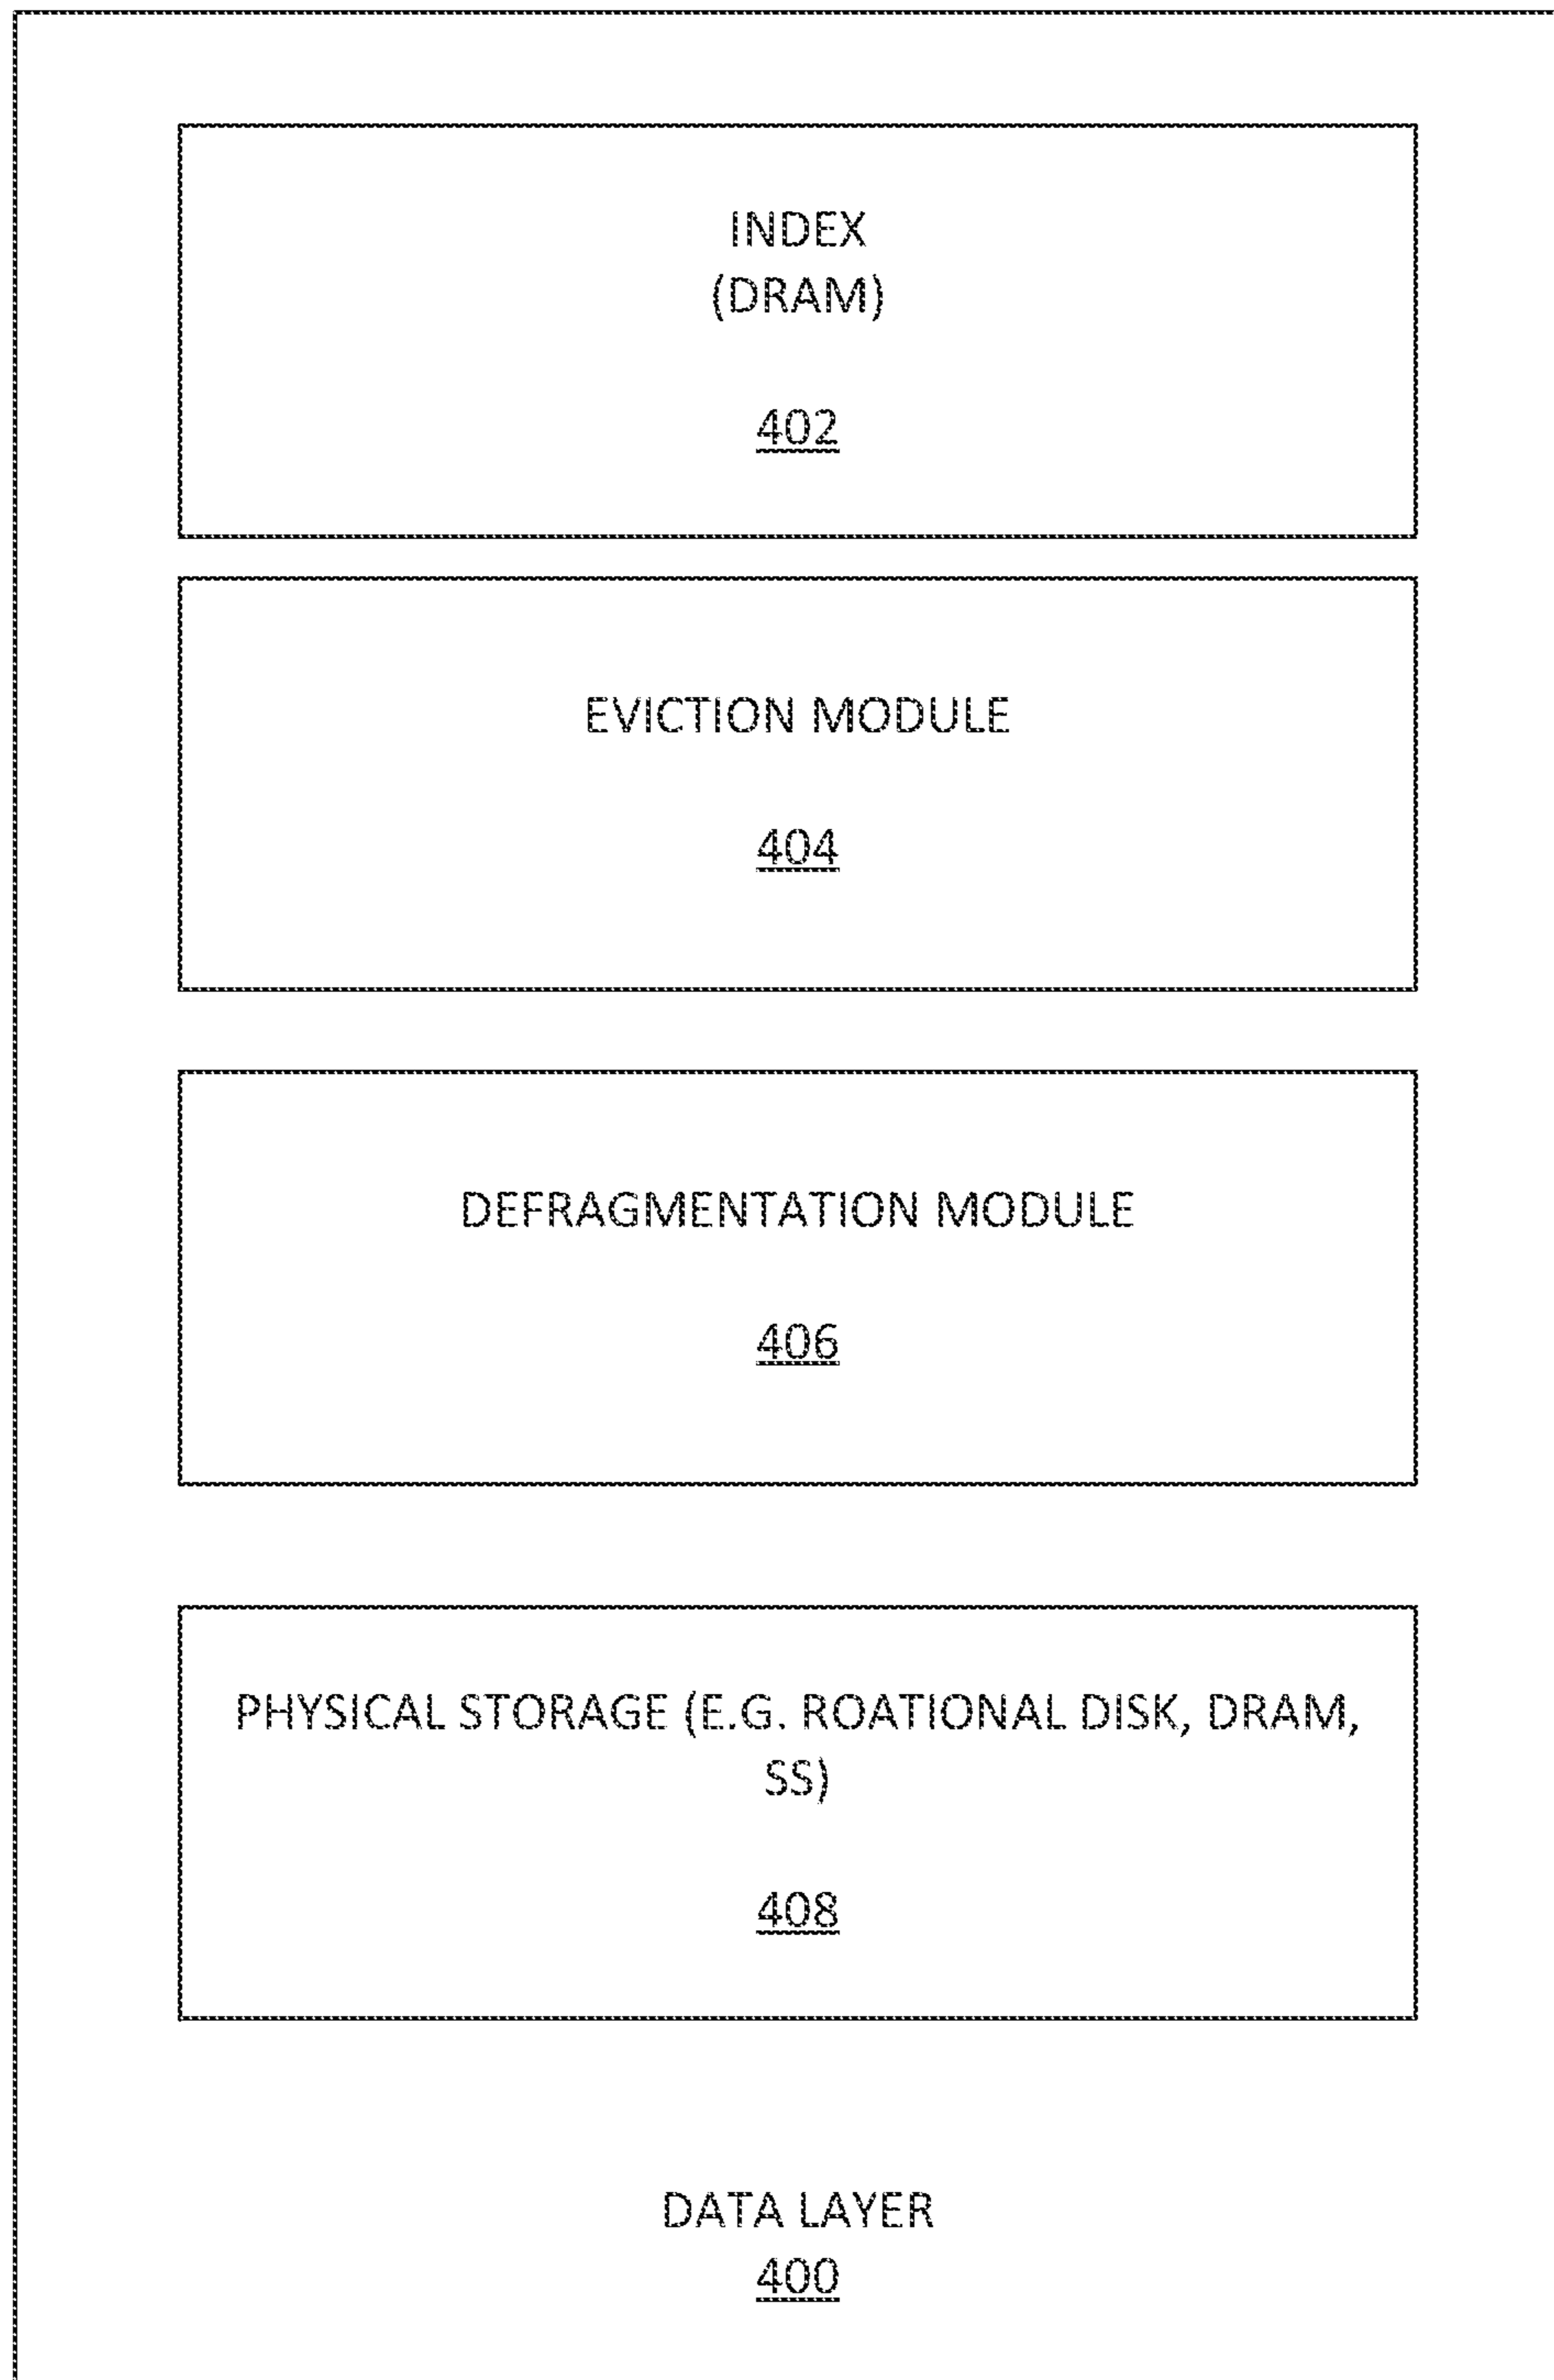 INDEX
(DRAM)
402
EVICTION MODULE
404
DEFRAGMENTATION MODULE
406
PHYSICAL STORAGE (E.G. ROATIONAL DISK, DRAM,
SS)
408
DATA LAYER
400